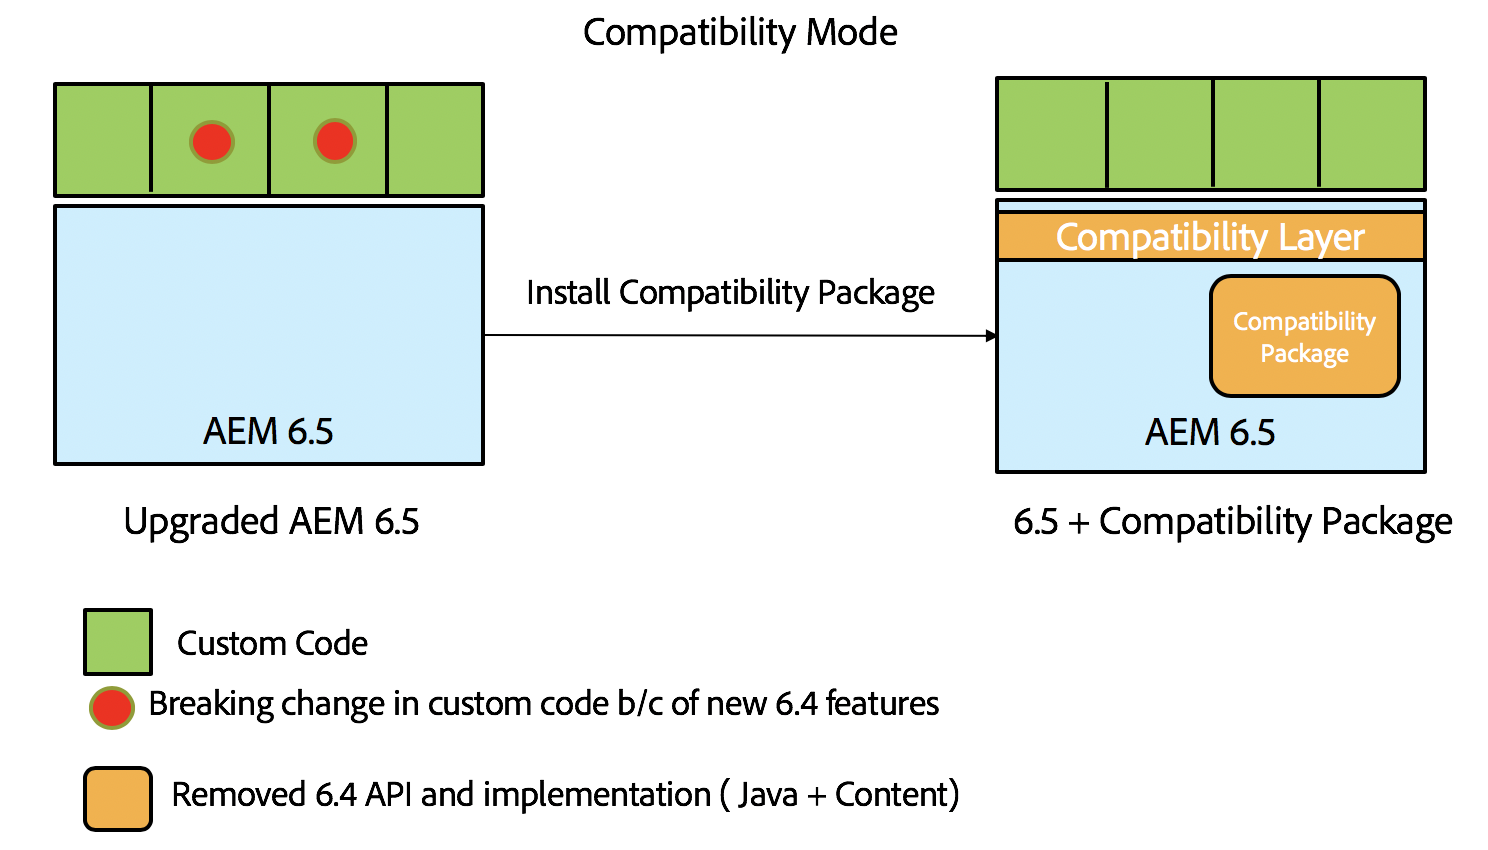 Compatibility Mode
Compatibility Layer
Install Compatibility Package
Compatibility
Package
AEM 6.5
AEM 6.5
Upgraded AEM 6.5
6.5 + Compatibility Package
Custom Code
Breaking change in custom code b/c of new 6.4 features
Removed 6.4 API and implementation ( Java + Content)